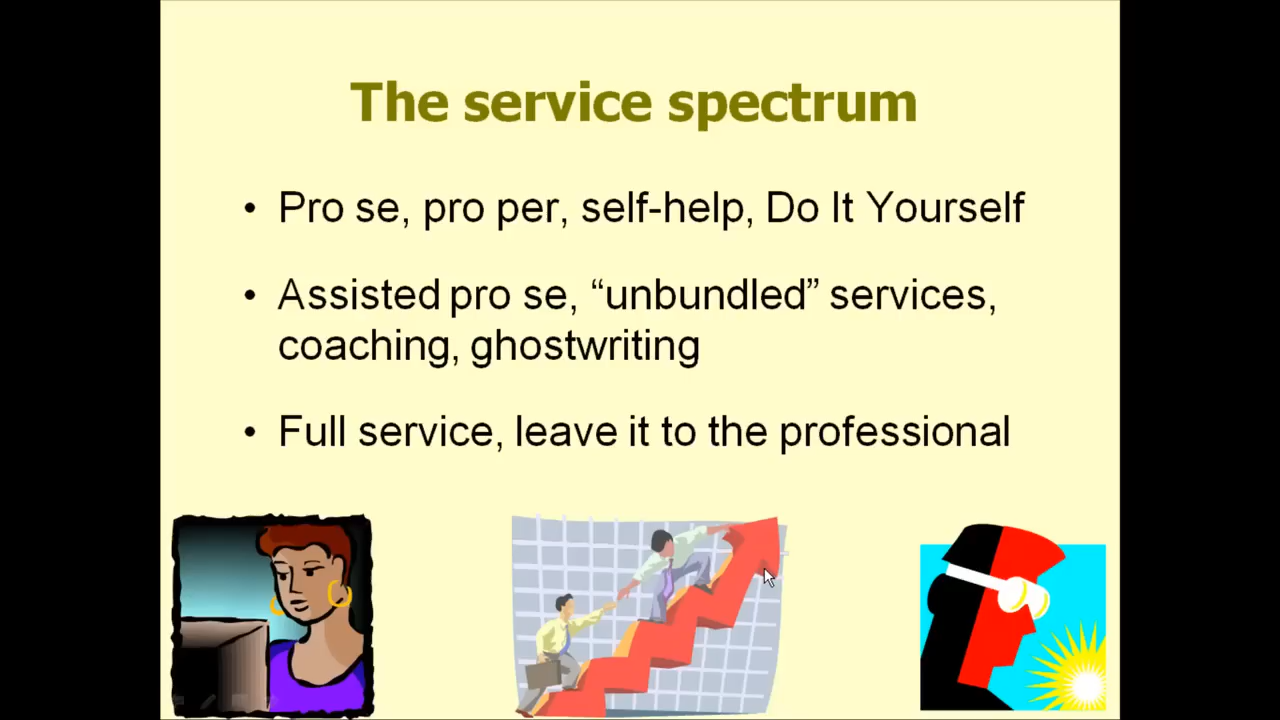 The service spectrum
• Pro se, pro per, self-help, Do It Yourself
• Assisted pro se, “unbundled” services,
coaching, ghostwriting
• Full service, leave it to the professional